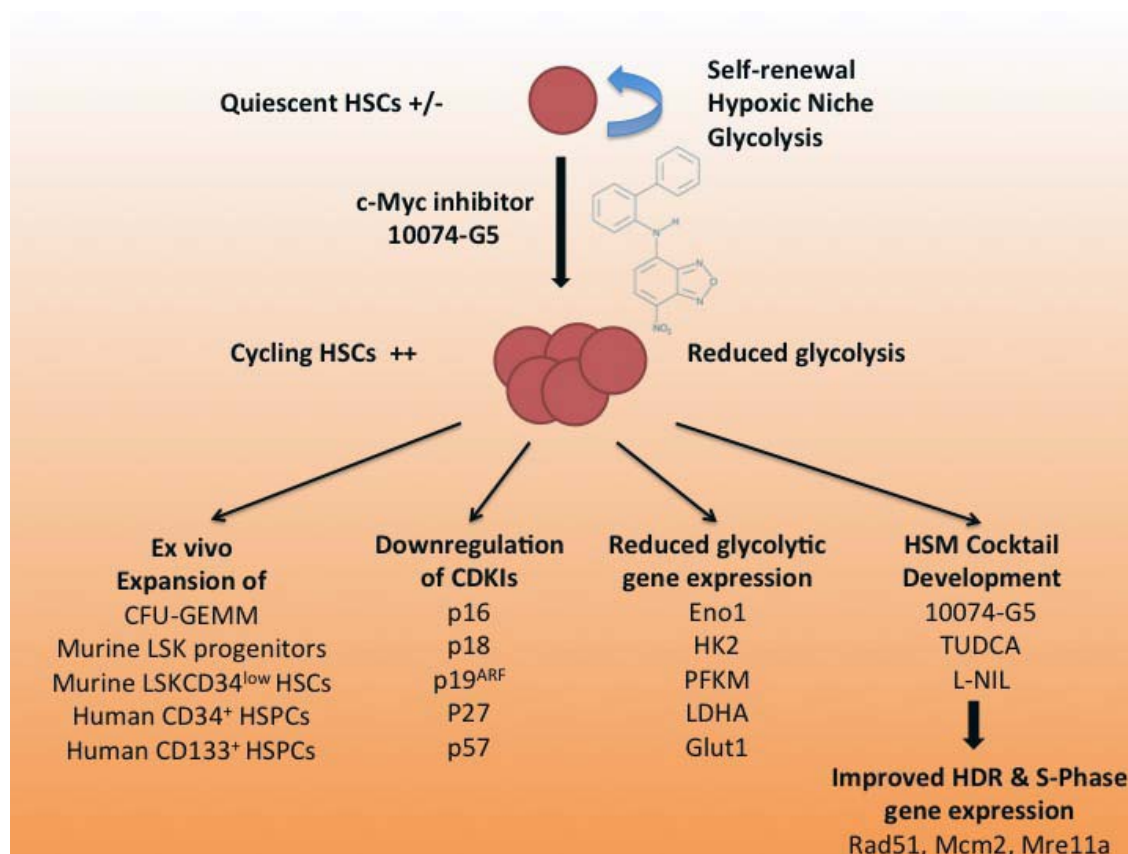 Quiescent HSCs +/-
Self-renewal
Hypoxic Niche
Glycolysis
c-Myc inhibitor
10074-G5
H
N
N
O
N
NO₂
Cycling HSCs ++
Reduced glycolysis
Ex vivo
Expansion of
CFU-GEMM
Murine LSK progenitors
Murine LSKCD34ˡᵒʷ HSCs
Human CD34⁺ HSPCs
Human CD133⁺ HSPCs
Downregulation
of CDKIs
p16
p18
p19ᴬᴿᶠ
P27
p57
Reduced glycolytic
gene expression
Eno1
HK2
PFKM
LDHA
Glut1
HSM Cocktail
Development
10074-G5
TUDCA
L-NIL
Improved HDR & S-Phase
gene expression
Rad51, Mcm2, Mre11a